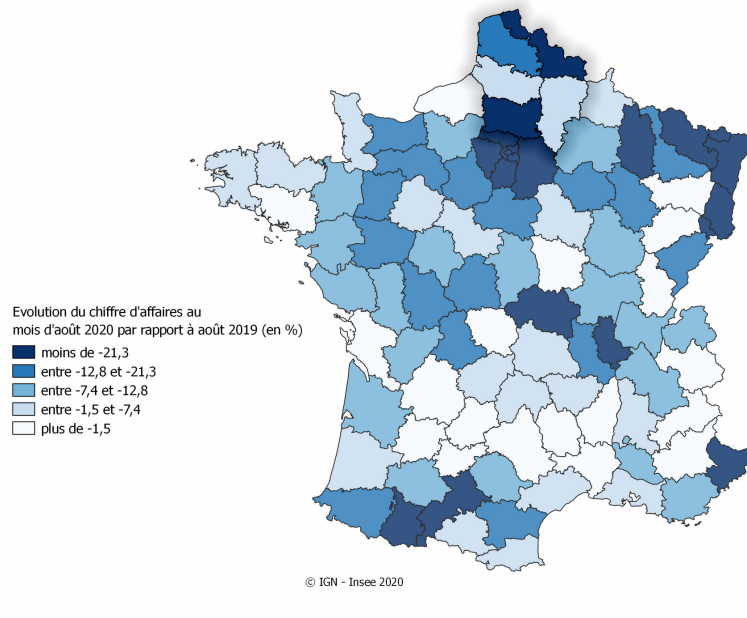 Evolution du chiffre d'affaires au
mois d'août 2020 par rapport à août 2019 (en %)
moins de -21,3
entre -12,8 et -21,3
entre -7,4 et -12,8
entre -1,5 et -7,4
plus de -1,5
© IGN - Insee 2020